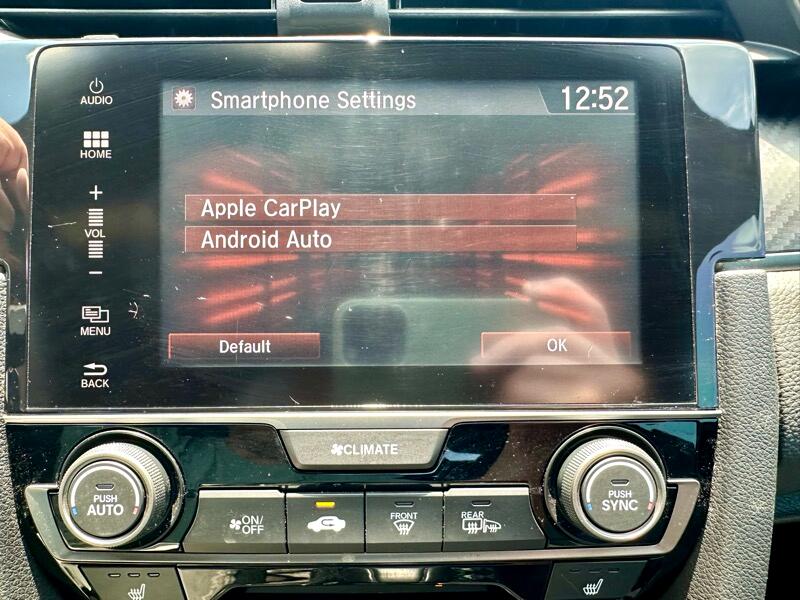 AUDIO
Smartphone Settings
12:52
HOME
+
VOL
−
Apple CarPlay
Android Auto
MENU
Default
OK
BACK
CLIMATE
PUSH
AUTO
ON/
OFF
FRONT
REAR
PUSH
SYNC